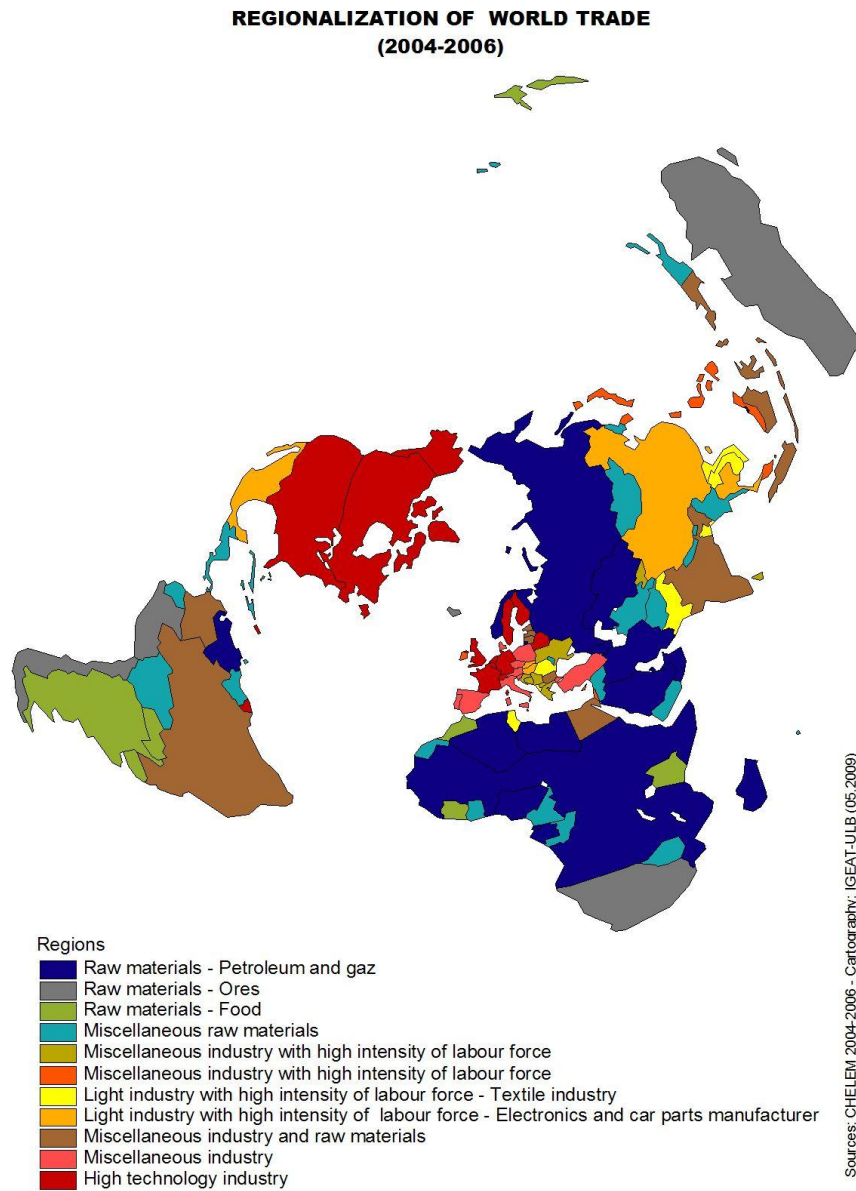 REGIONALIZATION OF WORLD TRADE
(2004-2006)
Regions
Raw materials - Petroleum and gaz
Raw materials - Ores
Raw materials - Food
Miscellaneous raw materials
Miscellaneous industry with high intensity of labour force
Miscellaneous industry with high intensity of labour force
Light industry with high intensity of labour force - Textile industry
Light industry with high intensity of labour force - Electronics and car parts manufacturer
Miscellaneous industry and raw materials
Miscellaneous industry
High technology industry
Sources: CHELEM 2004-2006 - Cartography: IGEAT-ULB (05.2009)